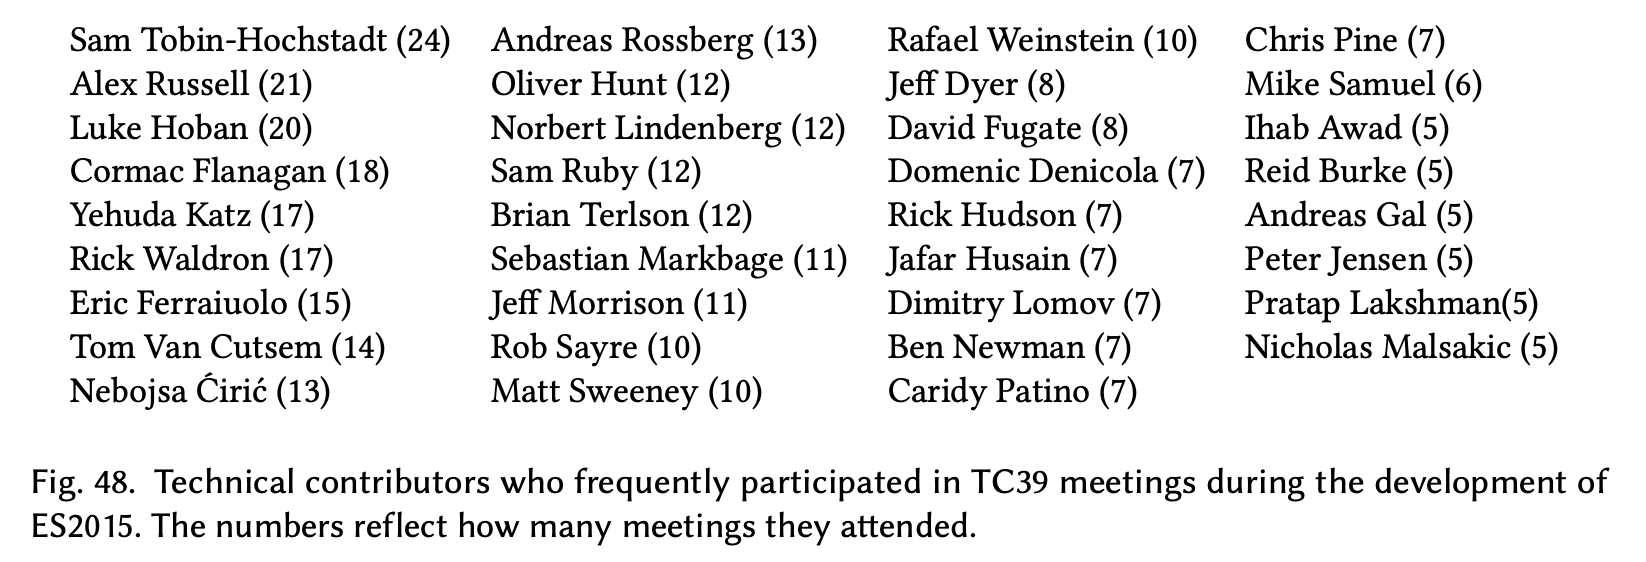 Sam Tobin-Hochstadt (24)
Alex Russell (21)
Luke Hoban (20)
Cormac Flanagan (18)
Yehuda Katz (17)
Rick Waldron (17)
Eric Ferraiuolo (15)
Tom Van Cutsem (14)
Nebojsa Ćirić (13)
Andreas Rossberg (13)
Oliver Hunt (12)
Norbert Lindenberg (12)
Sam Ruby (12)
Brian Terlson (12)
Sebastian Markbage (11)
Jeff Morrison (11)
Rob Sayre (10)
Matt Sweeney (10)
Rafael Weinstein (10)
Jeff Dyer (8)
David Fugate (8)
Domenic Denicola (7)
Rick Hudson (7)
Jafar Husain (7)
Dimitry Lomov (7)
Ben Newman (7)
Caridy Patino (7)
Chris Pine (7)
Mike Samuel (6)
Ihab Awad (5)
Reid Burke (5)
Andreas Gal (5)
Peter Jensen (5)
Pratap Lakshman(5)
Nicholas Malsakic (5)
Fig. 48. Technical contributors who frequently participated in TC39 meetings during the development of
ES2015. The numbers reflect how many meetings they attended.